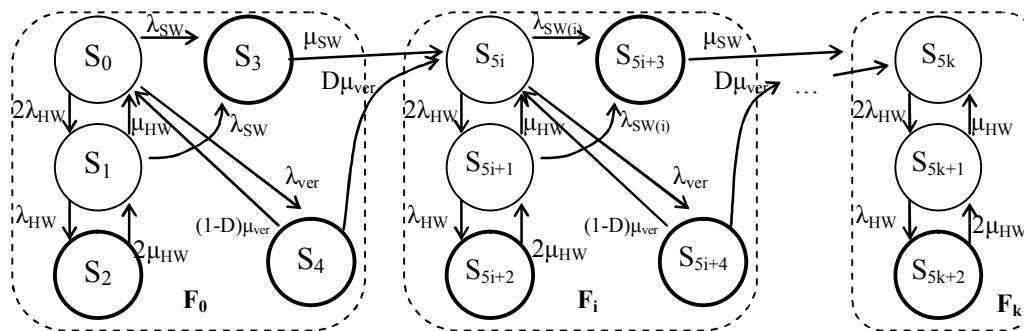 λSW
S0
S3
μSW
2λHW
μHW
λSW
S1
λver
λHW
(1-D)μver
2μHW
S2
S4
F0
Dμver
λSW(i)
S5i
S5i+3
μSW
2λHW
μHW
λSW(i)
S5i+1
λver
λHW
(1-D)μver
2μHW
S5i+2
S5i+4
Fi
Dμver
…
S5k
2λHW
μHW
S5k+1
λHW
2μHW
S5k+2
Fk